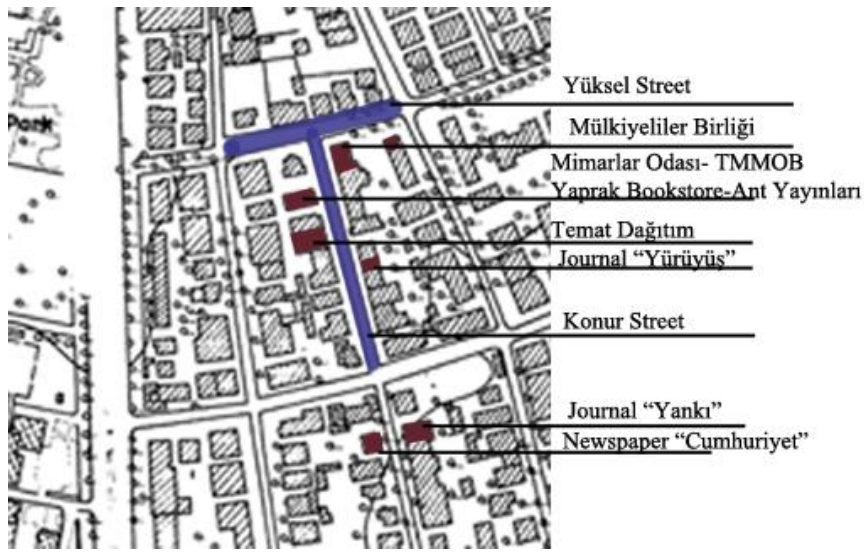 Yüksel Street
Park
Mülkiyeliler Birliği
Mimarlar Odası- TMMOB
Yaprak Bookstore-Ant Yayınları
Temat Dağıtım
Journal “Yürüyüş”
Konur Street
Journal “Yankı”
Newspaper “Cumhuriyet”